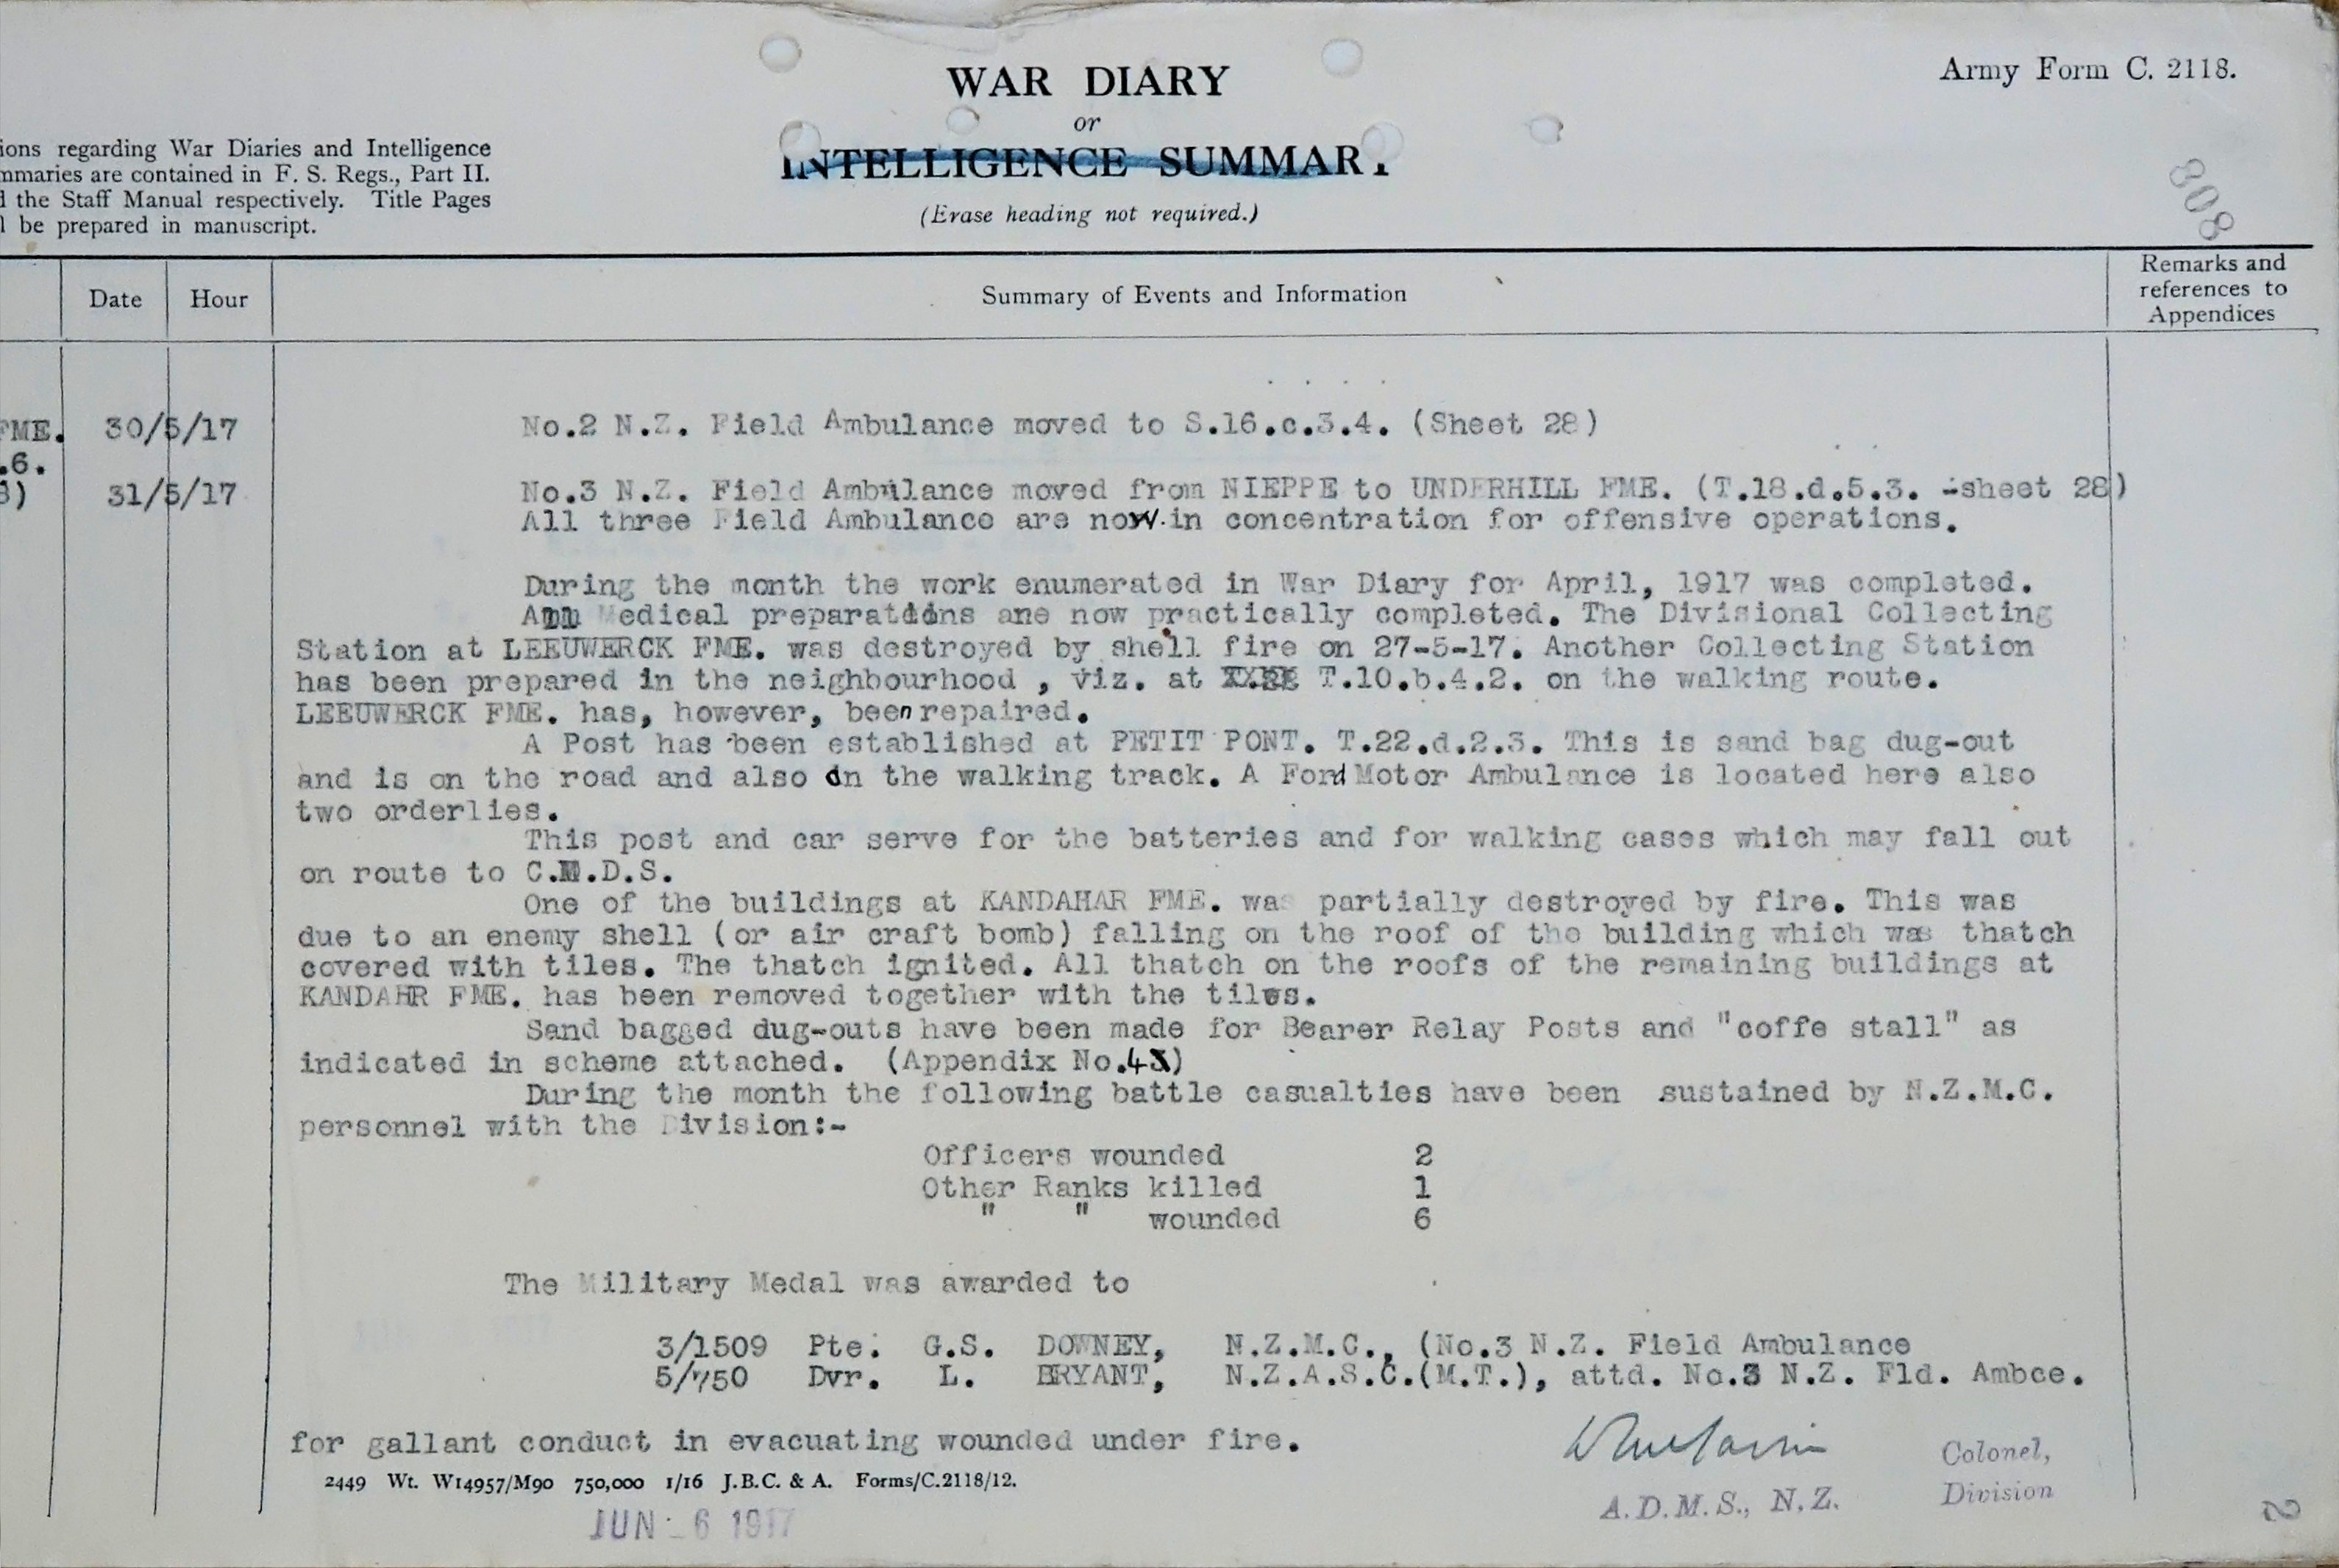 Army Form C. 2118.
WAR DIARY
or
INTELLIGENCE SUMMARY
(Erase heading not required.)
ions regarding War Diaries and Intelligence
mmaries are contained in F. S. Regs., Part II.
d the Staff Manual respectively. Title Pages
l be prepared in manuscript.
808
Date
Hour
Summary of Events and Information
Remarks and
references to
Appendices
FME. 30/5/17 No.2 N.Z. Field Ambulance moved to S.16.c.3.4. (Sheet 28)
.6.
8) 31/5/17 No.3 N.Z. Field Ambulance moved from NIEPPE to UNDERHILL FME. (T.18.d.5.3. -sheet 28)
All three Field Ambulance are now in concentration for offensive operations.
During the month the work enumerated in War Diary for April, 1917 was completed.
All Medical preparations are now practically completed. The Divisional Collecting
Station at LEEUWERCK FME. was destroyed by shell fire on 27-5-17. Another Collecting Station
has been prepared in the neighbourhood , viz. at T.10.b.4.2. on the walking route.
LEEUWERCK FME. has, however, been repaired.
A Post has been established at PETIT PONT. T.22.d.2.3. This is sand bag dug-out
and is on the road and also on the walking track. A Ford Motor Ambulance is located here also
two orderlies.
This post and car serve for the batteries and for walking cases which may fall out
on route to C.M.D.S.
One of the buildings at KANDAHAR FME. was partially destroyed by fire. This was
due to an enemy shell (or air craft bomb) falling on the roof of the building which was thatch
covered with tiles. The thatch ignited. All thatch on the roofs of the remaining buildings at
KANDAHR FME. has been removed together with the tiles.
Sand bagged dug-outs have been made for Bearer Relay Posts and "coffe stall" as
indicated in scheme attached. (Appendix No.4)
During the month the following battle casualties have been sustained by N.Z.M.C.
personnel with the Division:-
Officers wounded 2
Other Ranks killed 1
" " wounded 6
The Military Medal was awarded to
3/1509 Pte. G.S. DOWNEY, N.Z.M.C., (No.3 N.Z. Field Ambulance
5/750 Dvr. L. BRYANT, N.Z.A.S.C.(M.T.), attd. No.3 N.Z. Fld. Ambce.
for gallant conduct in evacuating wounded under fire.
Colonel,
A.D.M.S., N.Z. Division
2449 Wt. W14957/M90 750,000 1/16 J.B.C. & A. Forms/C.2118/12.
JUN 6 1917
2